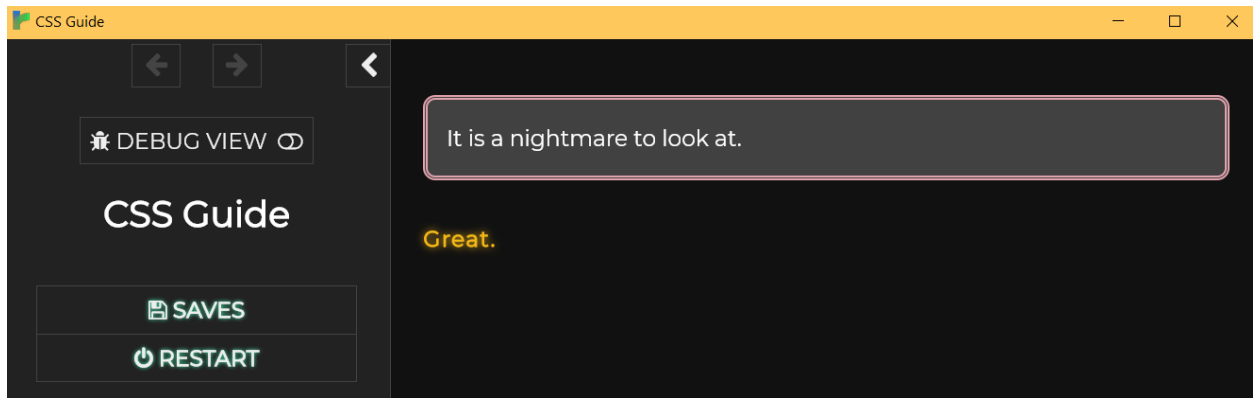 CSS Guide
DEBUG VIEW
CSS Guide
SAVES
RESTART
It is a nightmare to look at.
Great.